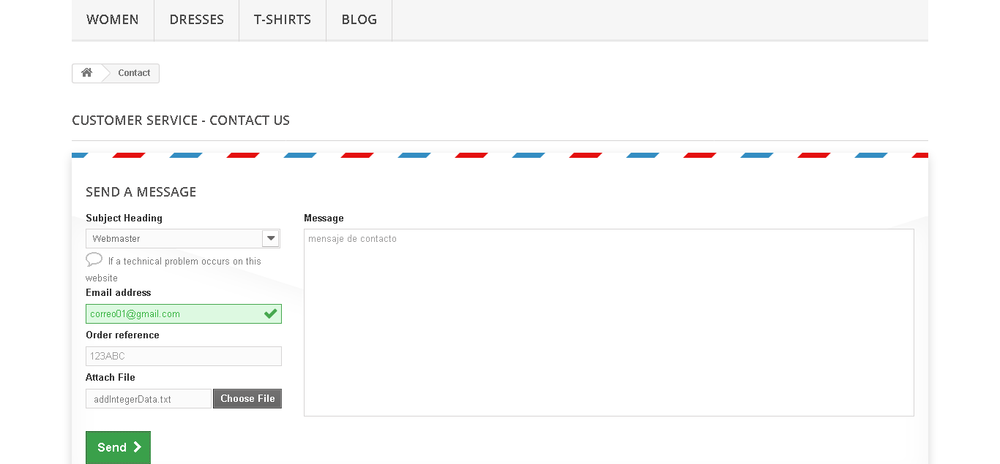 WOMEN DRESSES T-SHIRTS BLOG
Contact
CUSTOMER SERVICE - CONTACT US
SEND A MESSAGE
Subject Heading
Webmaster
If a technical problem occurs on this
website
Email address
correo01@gmail.com
Order reference
123ABC
Attach File
addIntegerData.txt Choose File
Send
Message
mensaje de contacto